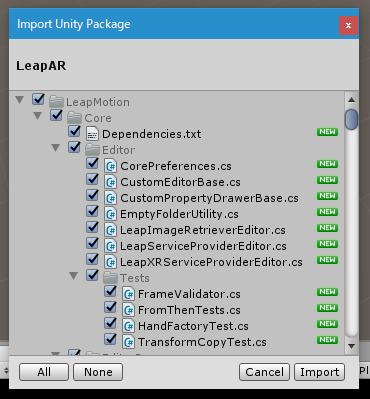 Import Unity Package
x
LeapAR
LeapMotion
Core
Dependencies.txt NEW
Editor
CorePreferences.cs NEW
CustomEditorBase.cs NEW
CustomPropertyDrawerBase.cs NEW
EmptyFolderUtility.cs NEW
LeapImageRetrieverEditor.cs NEW
LeapServiceProviderEditor.cs NEW
LeapXRServiceProviderEditor.cs NEW
Tests
FrameValidator.cs NEW
FromThenTests.cs NEW
HandFactoryTest.cs NEW
TransformCopyTest.cs NEW
All None Cancel Import Pl